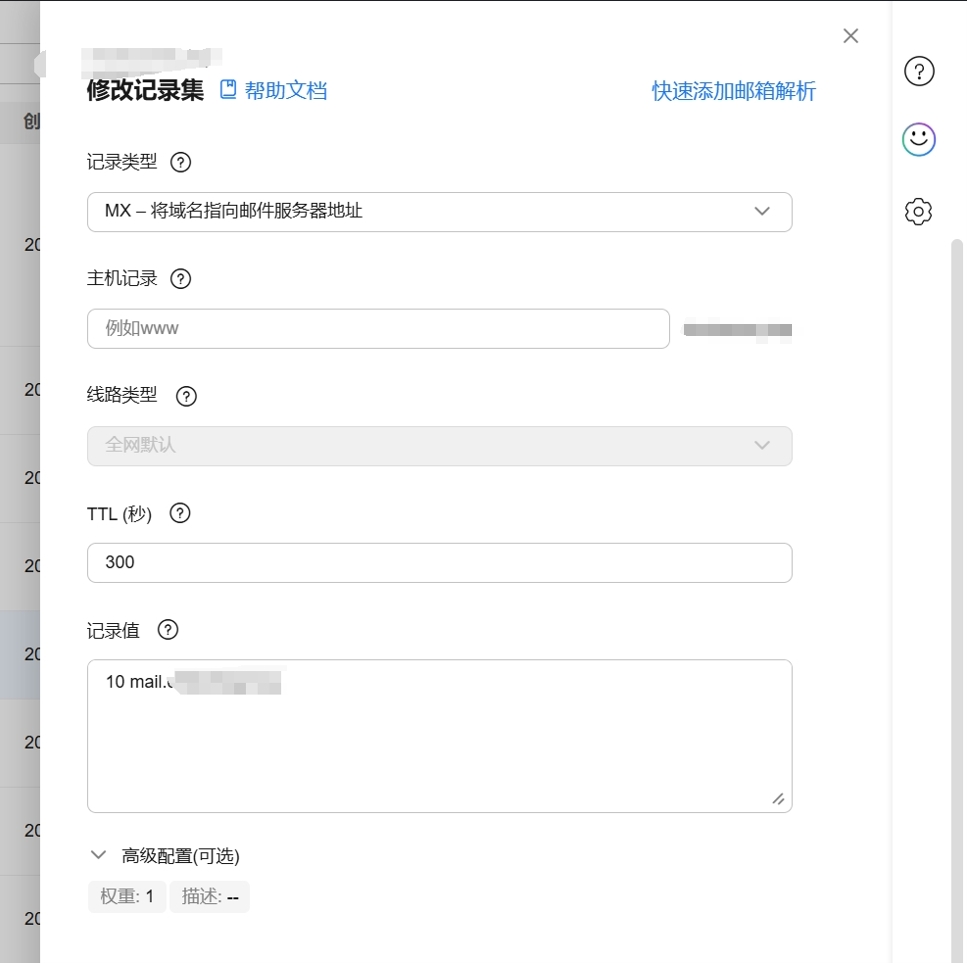 修改记录集 帮助文档 快速添加邮箱解析
创
记录类型
20
MX – 将域名指向邮件服务器地址
主机记录
例如www
20
线路类型
全网默认
20
TTL (秒)
300
20
记录值
20
10 mail.
20
20
高级配置(可选)
权重: 1 描述: --
20